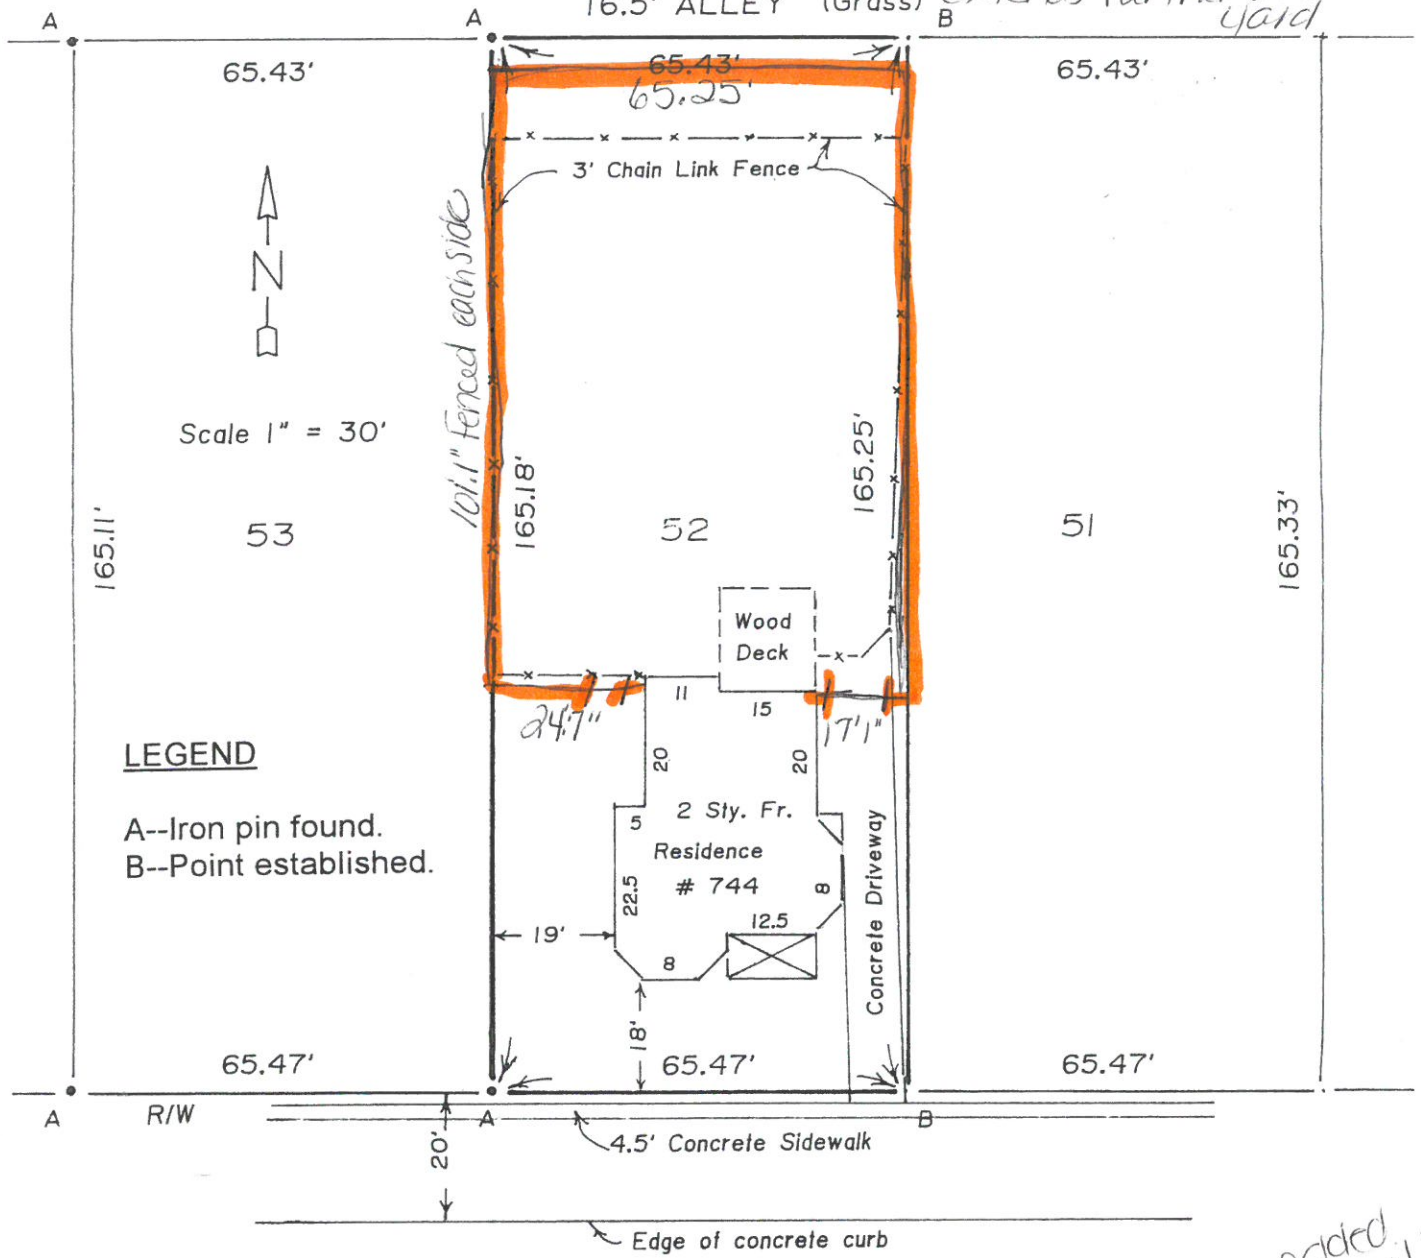 16.5' ALLEY (Grass)
yard
A
A
B
65.43'
65.43'
65.43'
65.25'
3' Chain Link Fence
N
101.1" Fenced each side
Scale 1" = 30'
165.11'
53
165.18'
52
165.25'
51
165.33'
Wood
Deck
11
15
24'7"
17'1"
LEGEND
20
20
A--Iron pin found.
B--Point established.
5
2 Sty. Fr.
Residence
# 744
22.5
8
12.5
19'
8
Concrete Driveway
18'
65.47'
65.47'
65.47'
A
R/W
A
B
20'
4.5' Concrete Sidewalk
Edge of concrete curb